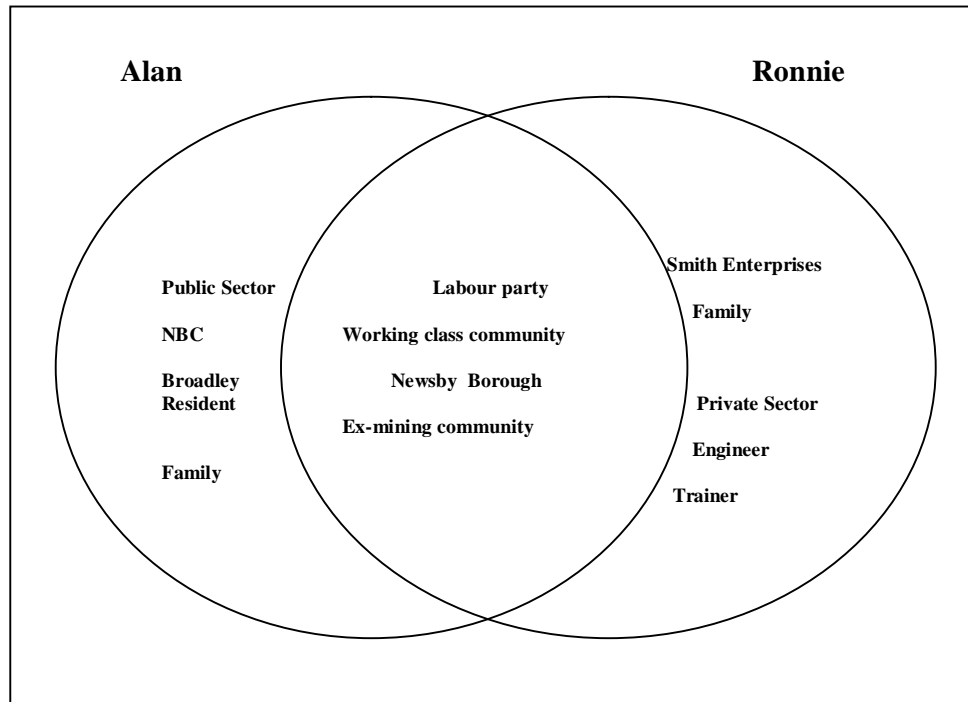 Alan
Ronnie
Public Sector
NBC
Broadley
Resident
Family
Labour party
Working class community
Newsby Borough
Ex-mining community
Smith Enterprises
Family
Private Sector
Engineer
Trainer